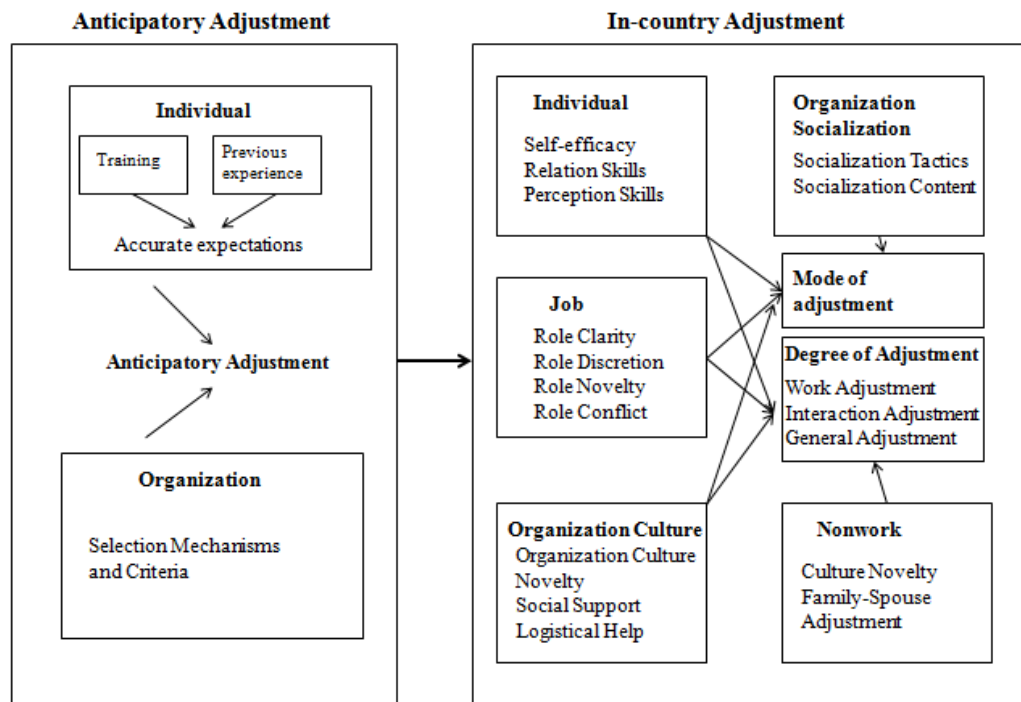 Anticipatory Adjustment
Individual
Training
Previous
experience
Accurate expectations
Anticipatory Adjustment
Organization
Selection Mechanisms
and Criteria
In-country Adjustment
Individual
Self-efficacy
Relation Skills
Perception Skills
Organization
Socialization
Socialization Tactics
Socialization Content
Mode of
adjustment
Job
Role Clarity
Role Discretion
Role Novelty
Role Conflict
Degree of Adjustment
Work Adjustment
Interaction Adjustment
General Adjustment
Organization Culture
Organization Culture
Novelty
Social Support
Logistical Help
Nonwork
Culture Novelty
Family-Spouse
Adjustment